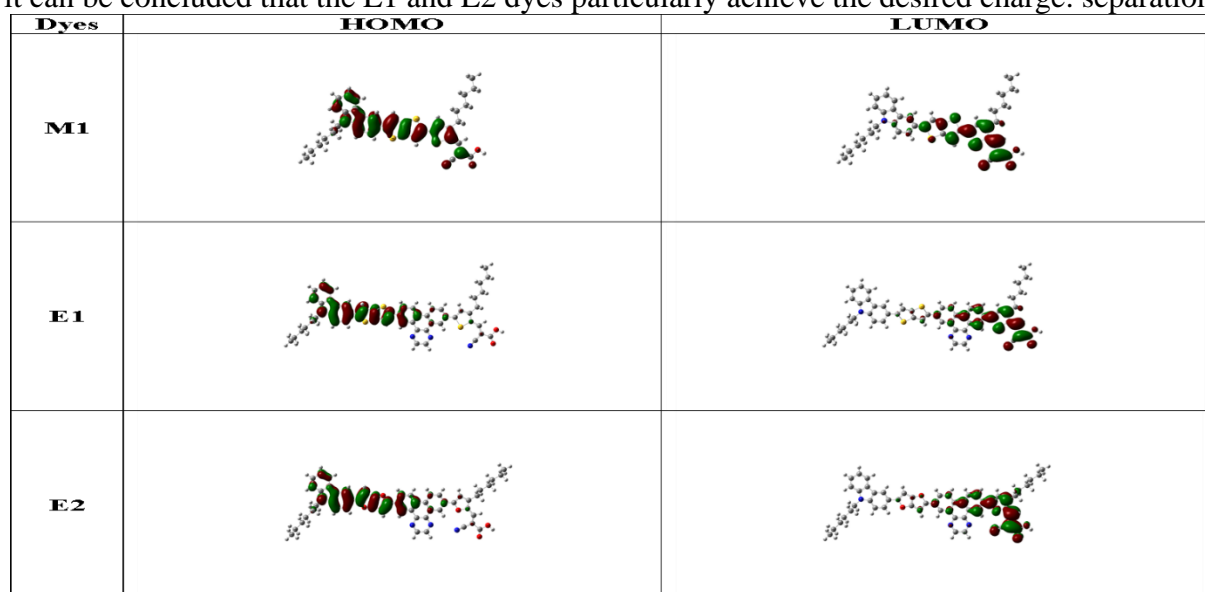 it can be concluded that the E1 and E2 dyes particularly achieve the desired charge. separation
Dyes HOMO LUMO
M1
E1
E2